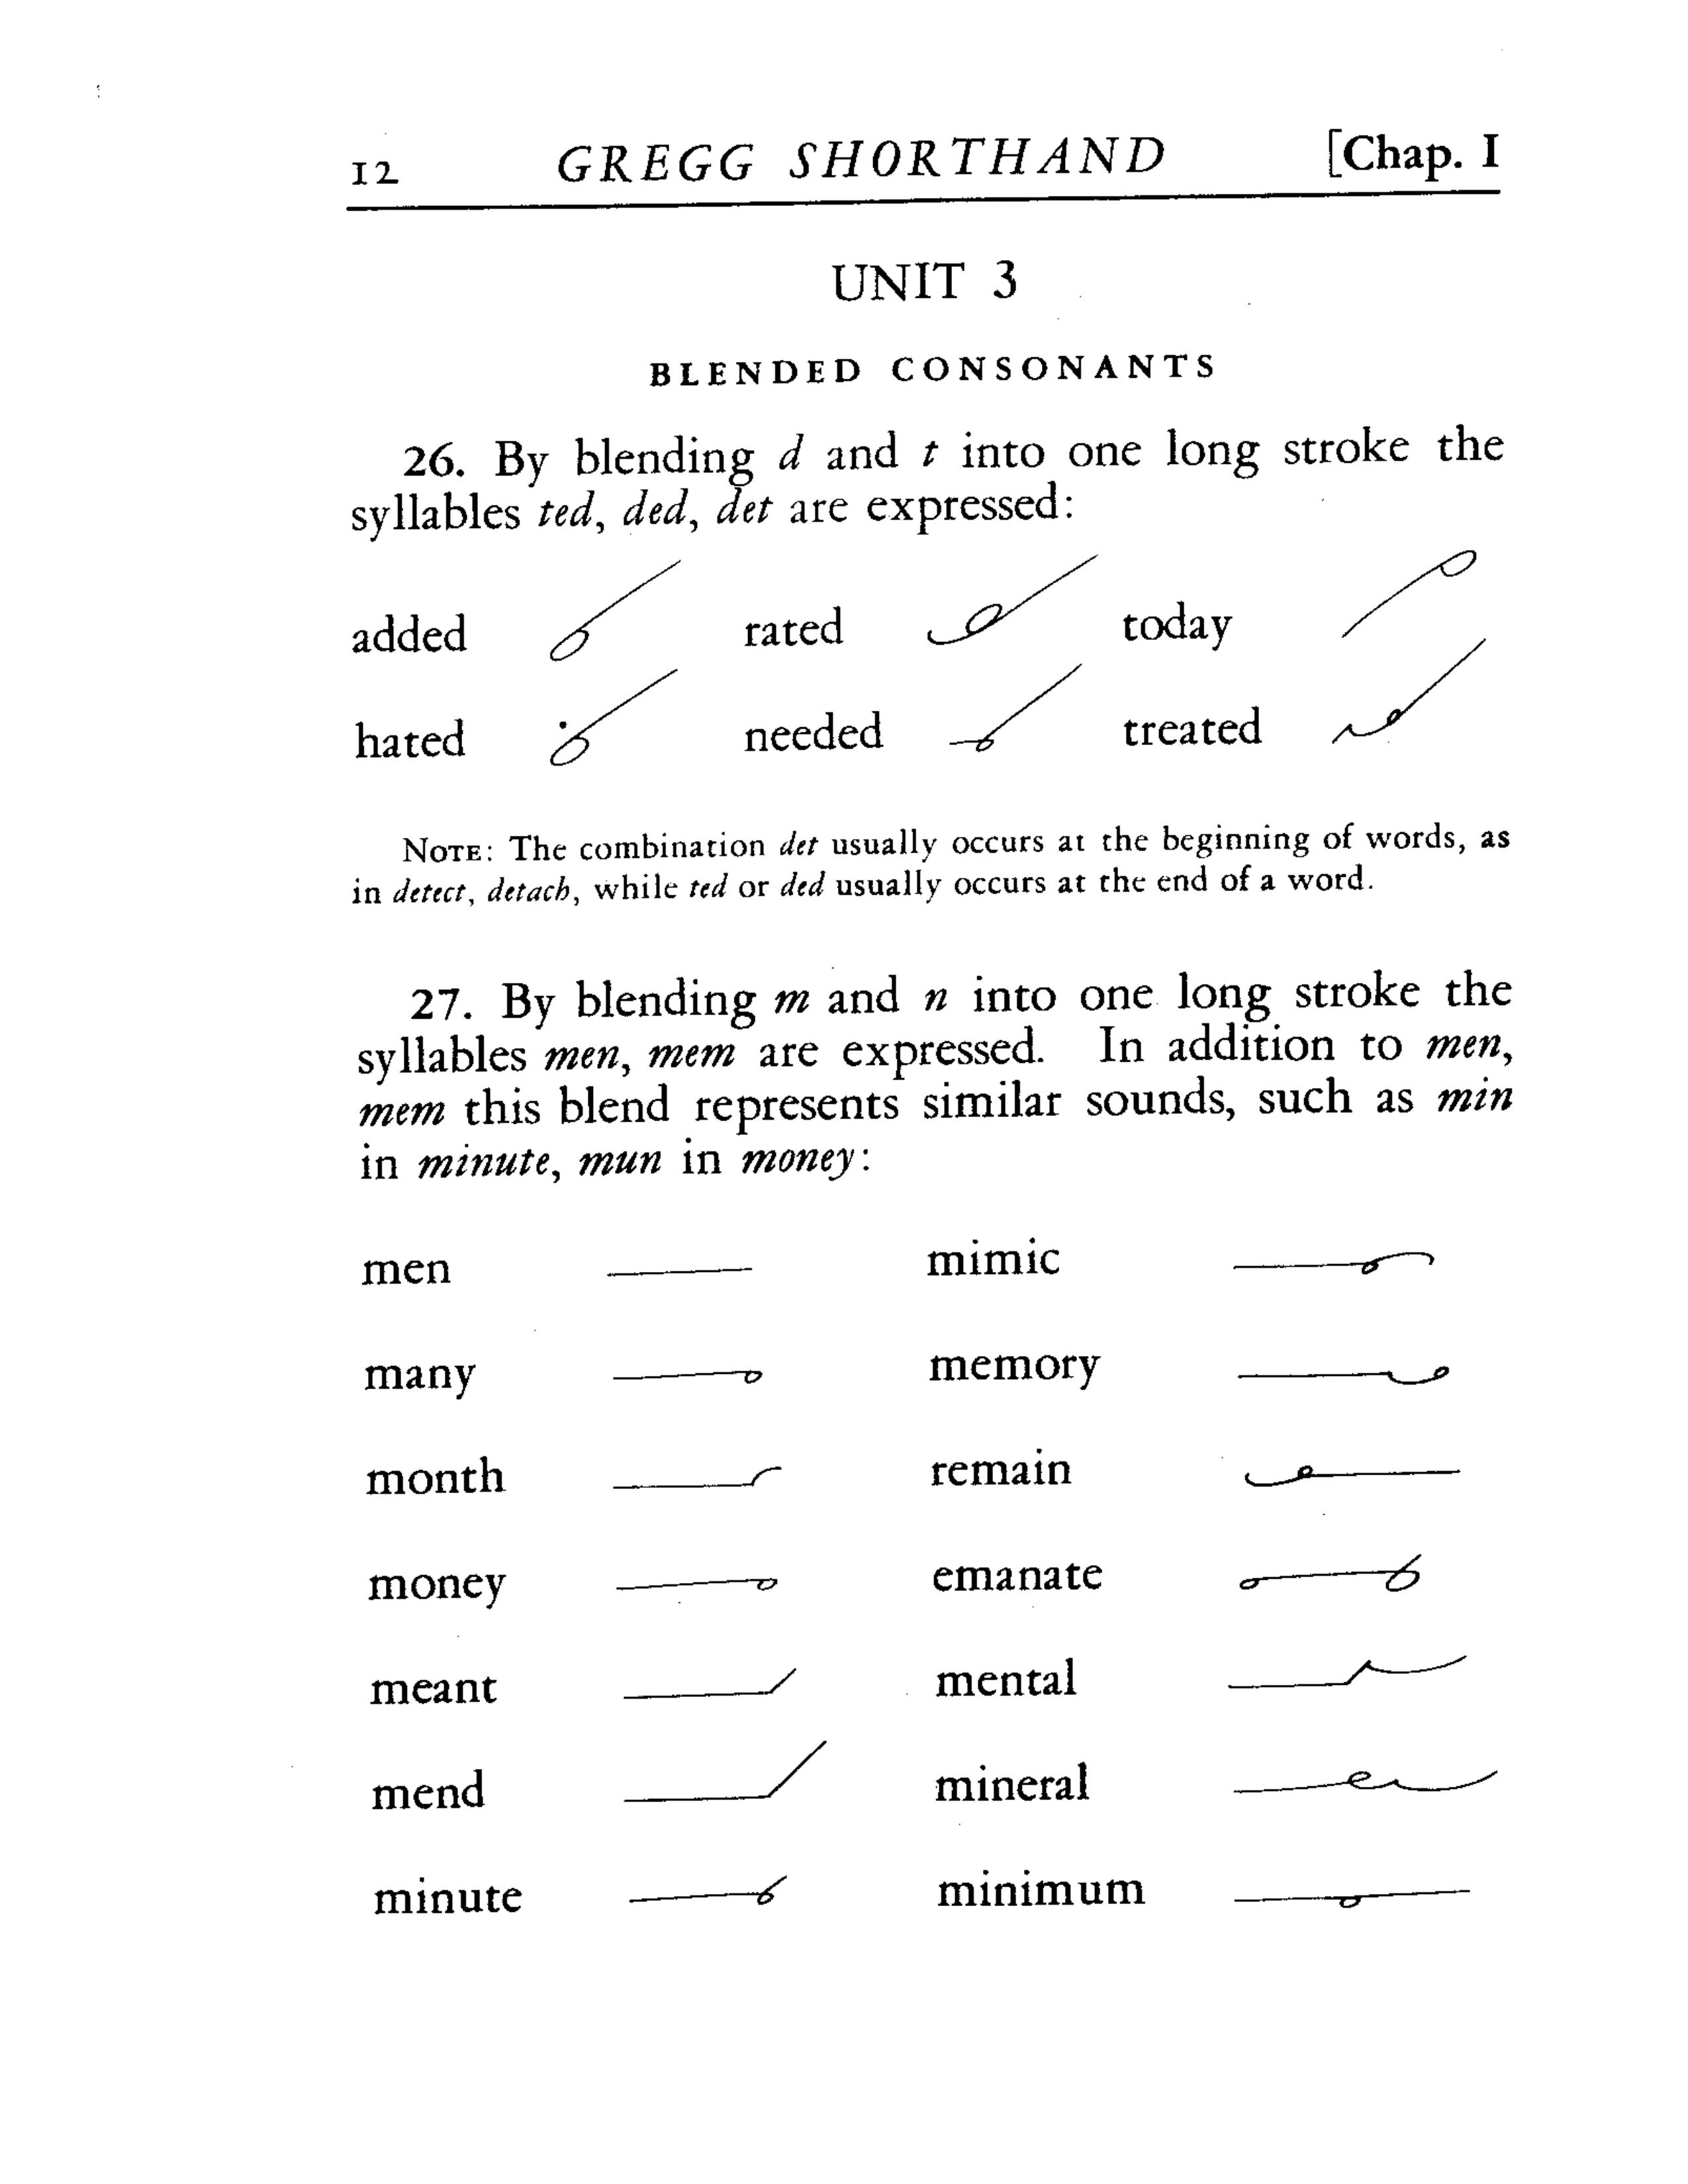 12 GREGG SHORTHAND [Chap. I
UNIT 3
BLENDED CONSONANTS
26. By blending d and t into one long stroke the
syllables ted, ded, det are expressed:
added rated today
hated needed treated
NOTE: The combination det usually occurs at the beginning of words, as
in detect, detach, while ted or ded usually occurs at the end of a word.
27. By blending m and n into one long stroke the
syllables men, mem are expressed. In addition to men,
mem this blend represents similar sounds, such as min
in minute, mun in money:
men mimic
many memory
month remain
money emanate
meant mental
mend mineral
minute minimum